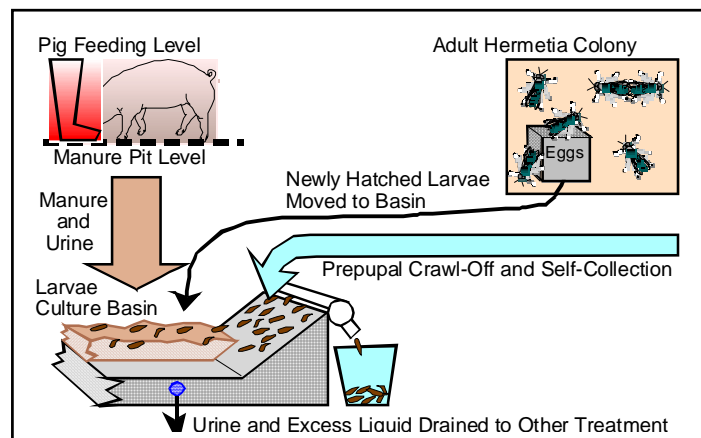 Pig Feeding Level
Adult Hermetia Colony
Manure Pit Level
Eggs
Newly Hatched Larvae
Moved to Basin
Manure
and
Urine
Prepupal Crawl-Off and Self-Collection
Larvae
Culture Basin
Urine and Excess Liquid Drained to Other Treatment